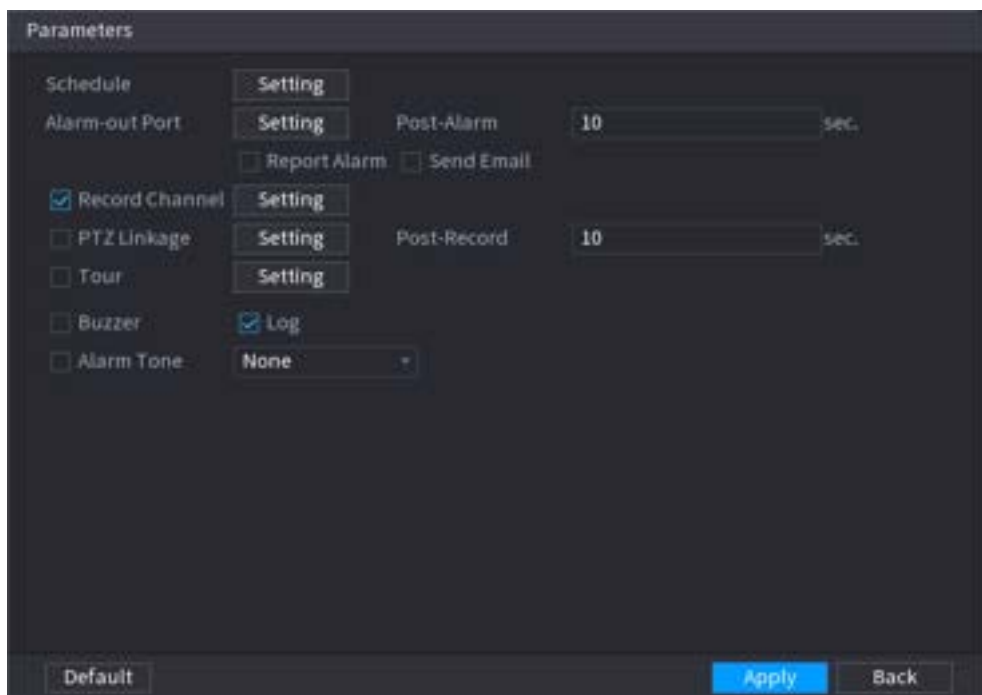 Parameters
Schedule Setting
Alarm-out Port Setting Post-Alarm 10 sec.
Report Alarm Send Email
Record Channel Setting
PTZ Linkage Setting Post-Record 10 sec.
Tour Setting
Buzzer Log
Alarm Tone None
Default Apply Back